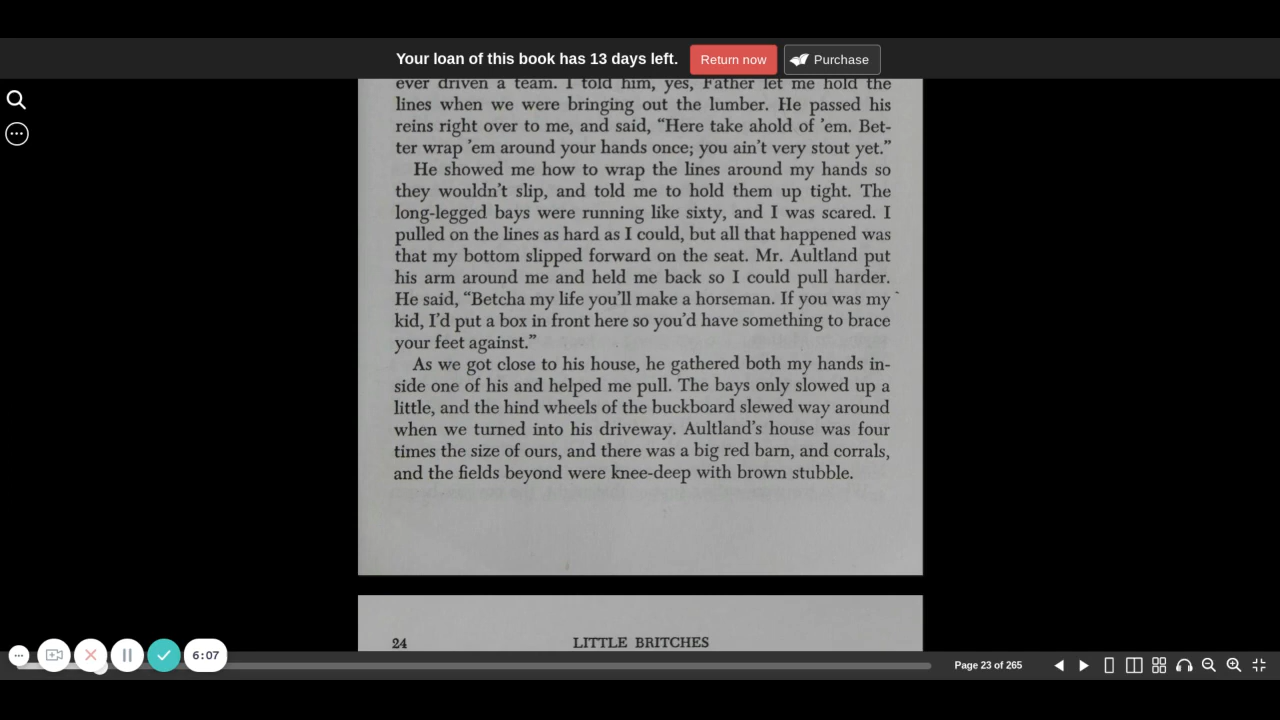 Your loan of this book has 13 days left. Return now Purchase
ever driven a team. I told him, yes, Father let me hold the
lines when we were bringing out the lumber. He passed his
reins right over to me, and said, “Here take ahold of ’em. Bet-
ter wrap ’em around your hands once; you ain’t very stout yet.”
He showed me how to wrap the lines around my hands so
they wouldn’t slip, and told me to hold them up tight. The
long-legged bays were running like sixty, and I was scared. I
pulled on the lines as hard as I could, but all that happened was
that my bottom slipped forward on the seat. Mr. Aultland put
his arm around me and held me back so I could pull harder.
He said, “Betcha my life you’ll make a horseman. If you was my
kid, I’d put a box in front here so you’d have something to brace
your feet against.”
As we got close to his house, he gathered both my hands in-
side one of his and helped me pull. The bays only slowed up a
little, and the hind wheels of the buckboard slewed way around
when we turned into his driveway. Aultland’s house was four
times the size of ours, and there was a big red barn, and corrals,
and the fields beyond were knee-deep with brown stubble.
24 LITTLE BRITCHES
6:07
Page 23 of 265